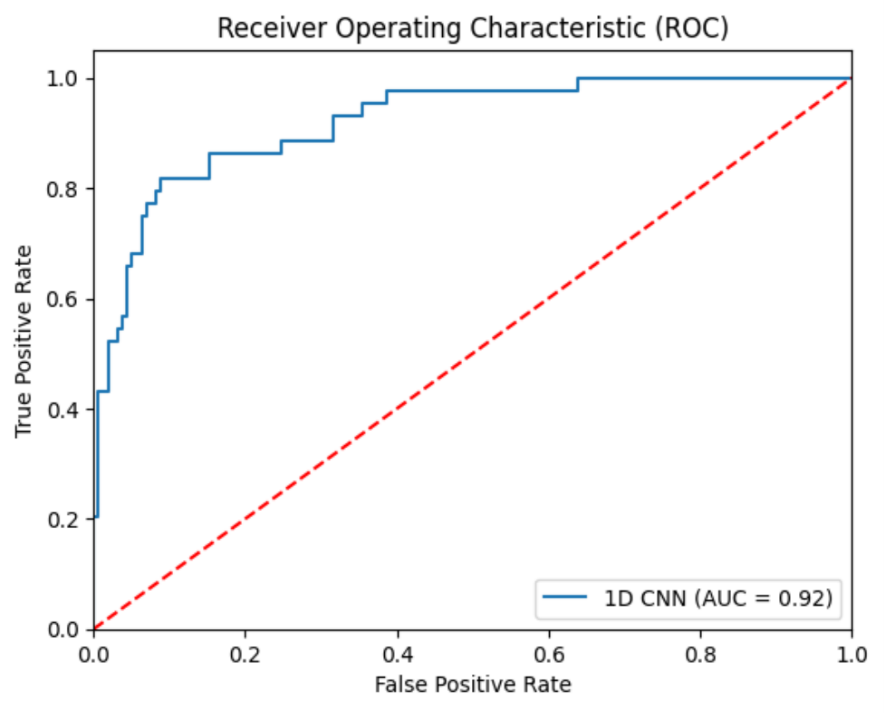 Receiver Operating Characteristic (ROC)
True Positive Rate
1.0
0.8
0.6
0.4
0.2
0.0
1D CNN (AUC = 0.92)
0.0 0.2 0.4 0.6 0.8 1.0
False Positive Rate